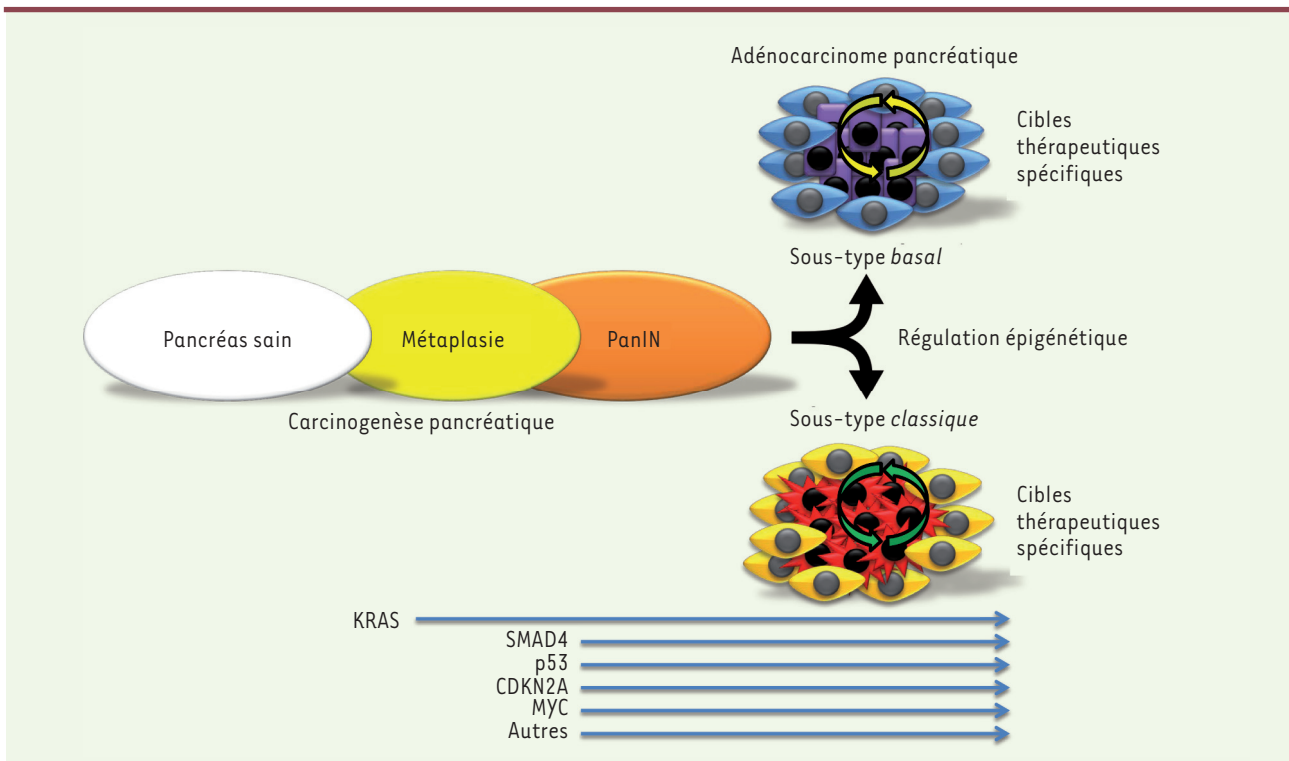 Adénocarcinome pancréatique
Cibles
thérapeutiques
spécifiques
Sous-type basal
Pancréas sain
Métaplasie
PanIN
Régulation épigénétique
Carcinogenèse pancréatique
Sous-type classique
Cibles
thérapeutiques
spécifiques
KRAS
SMAD4
p53
CDKN2A
MYC
Autres